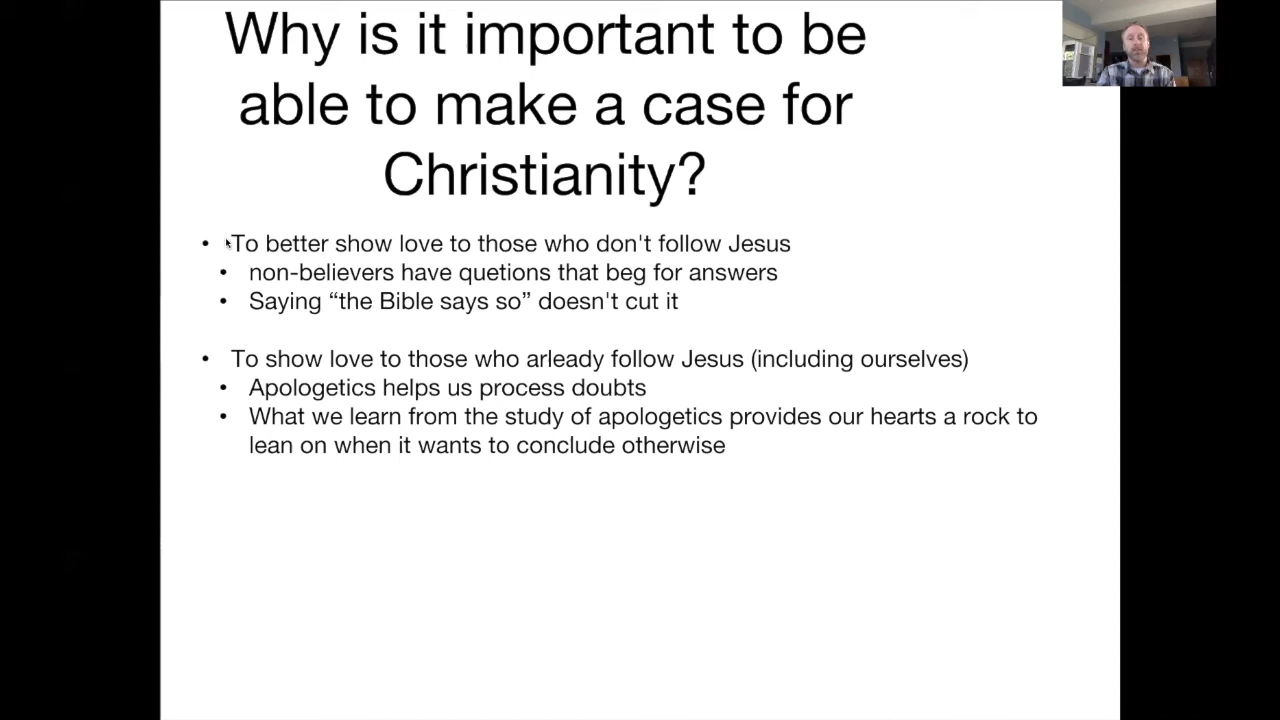 Why is it important to be
able to make a case for
Christianity?
• To better show love to those who don't follow Jesus
• non-believers have quetions that beg for answers
• Saying “the Bible says so” doesn't cut it
• To show love to those who arleady follow Jesus (including ourselves)
• Apologetics helps us process doubts
• What we learn from the study of apologetics provides our hearts a rock to
lean on when it wants to conclude otherwise